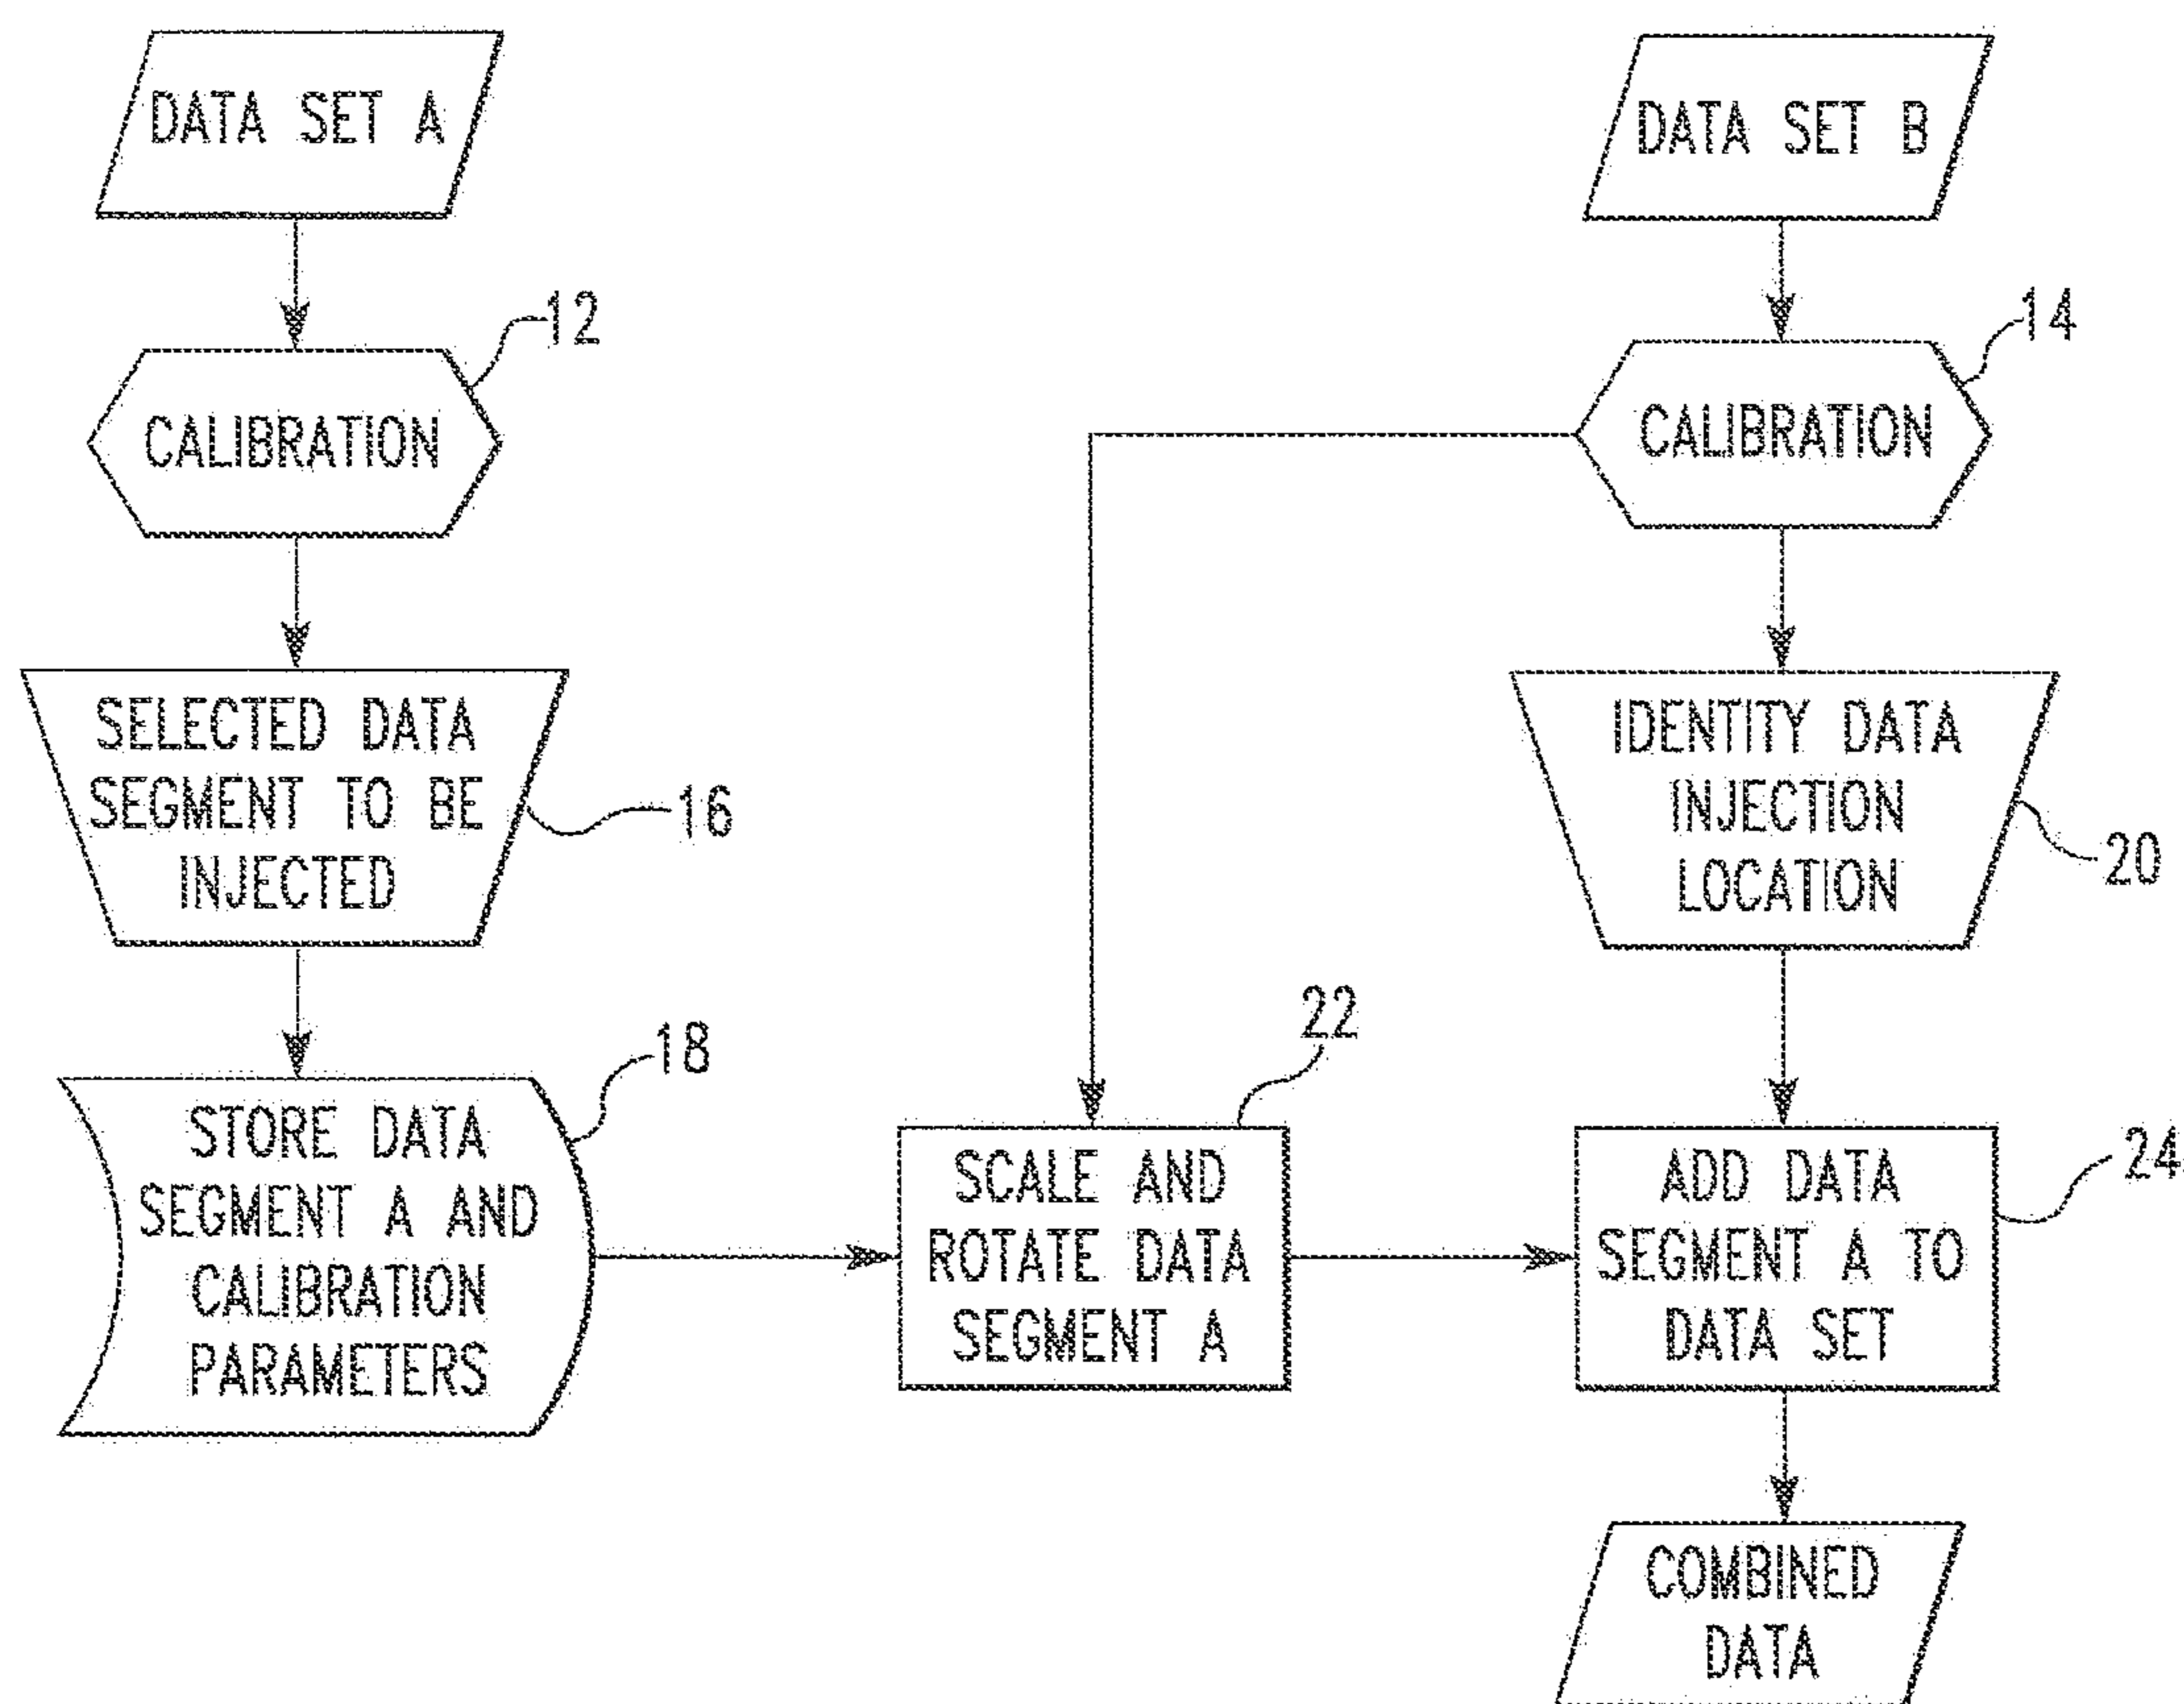 DATA SET A
12
CALIBRATION
SELECTED DATA
SEGMENT TO BE
INJECTED
16
STORE DATA
SEGMENT A AND
CALIBRATION
PARAMETERS
18
SCALE AND
ROTATE DATA
SEGMENT A
22
DATA SET B
14
CALIBRATION
IDENTITY DATA
INJECTION
LOCATION
20
ADD DATA
SEGMENT A TO
DATA SET
24
COMBINED
DATA